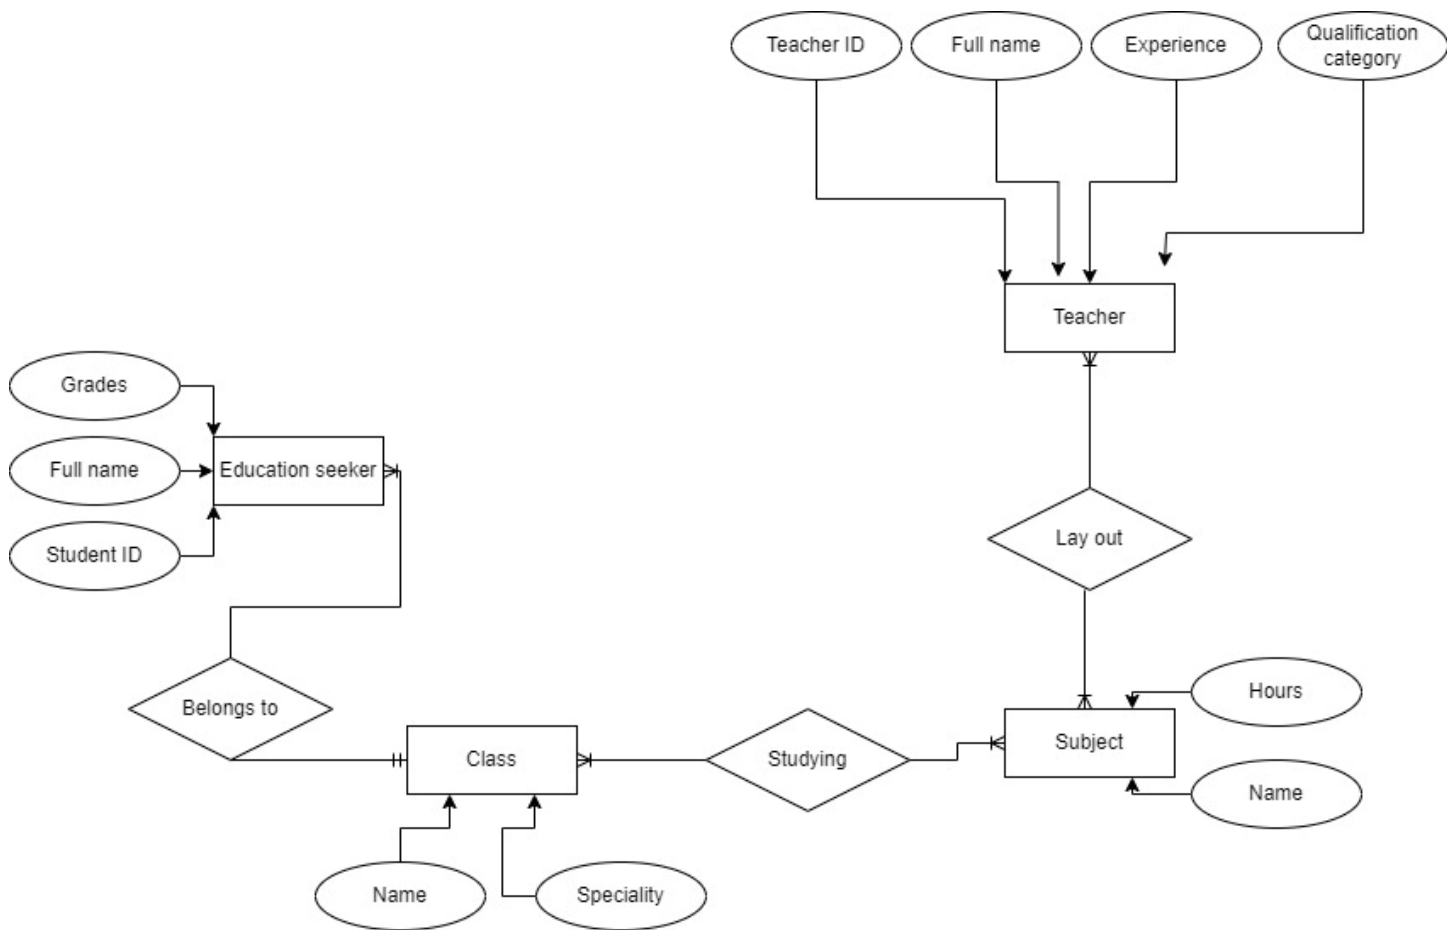 Teacher ID
Full name
Experience
Qualification
category
Teacher
Grades
Full name
Education seeker
Student ID
Lay out
Belongs to
Hours
Class
Studying
Subject
Name
Name
Speciality